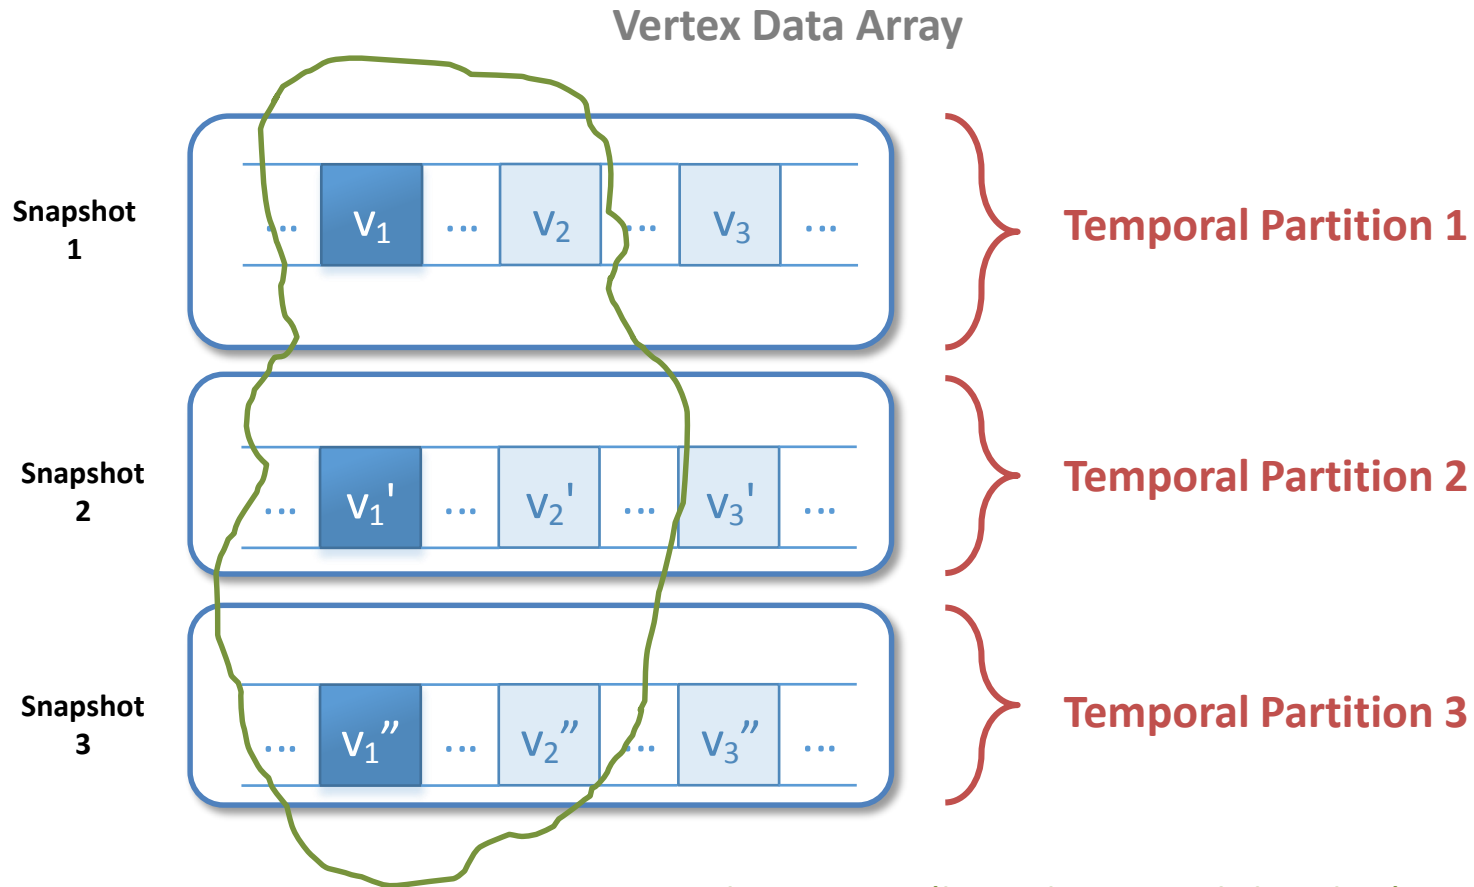 Vertex Data Array
Snapshot
1
... v₁ ... v₂ ... v₃ ...
Temporal Partition 1
Snapshot
2
... v₁' ... v₂' ... v₃' ...
Temporal Partition 2
Snapshot
3
... v₁” ... v₂” ... v₃” ...
Temporal Partition 3